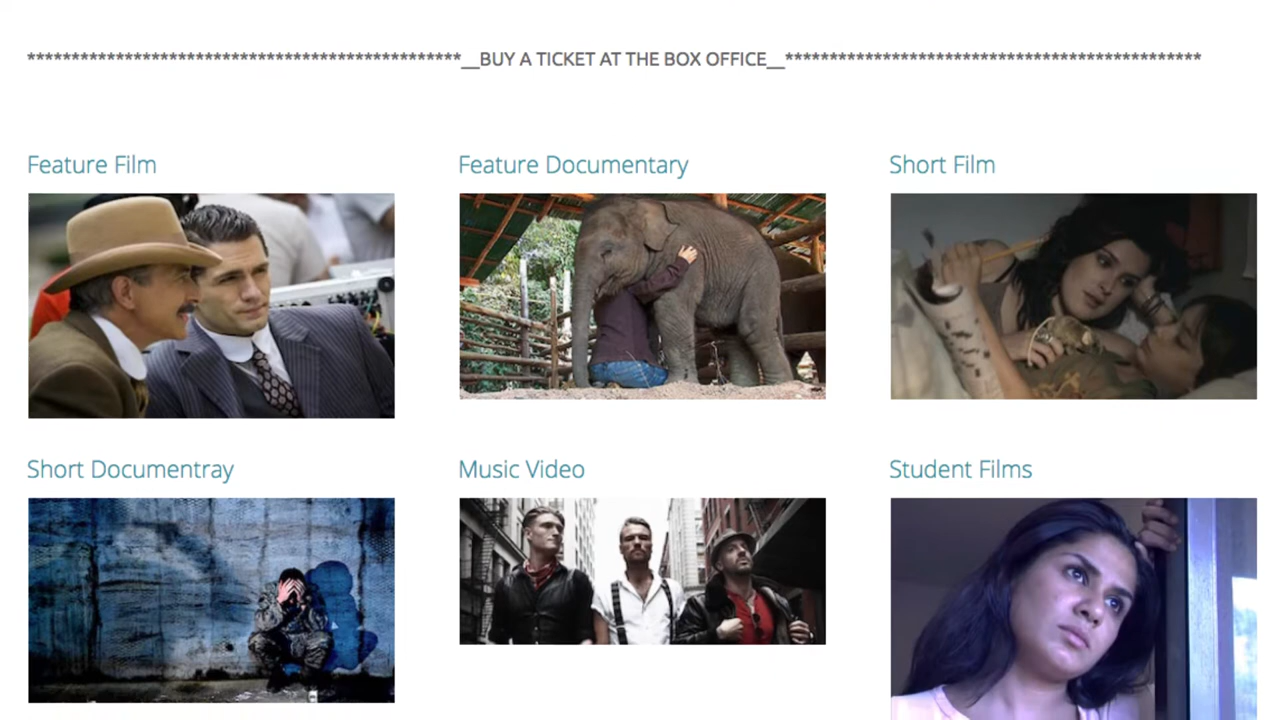 *************************************************__BUY A TICKET AT THE BOX OFFICE__***********************************************
Feature Film
Feature Documentary
Short Film
Short Documentray
Music Video
Student Films